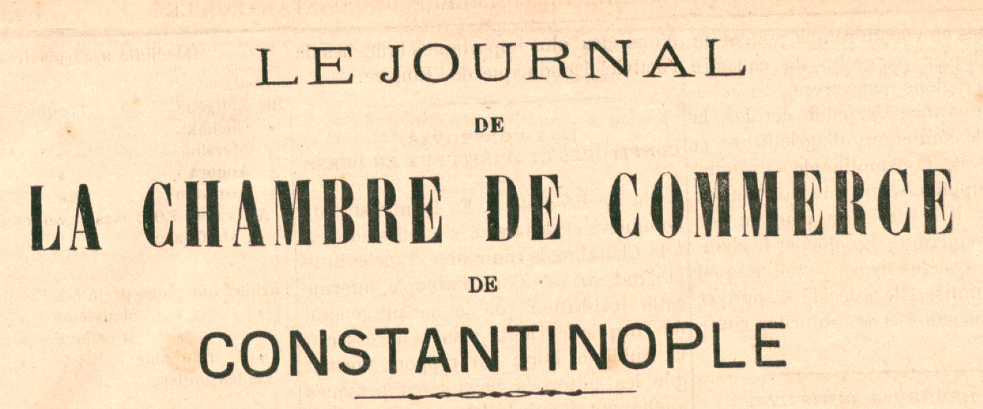 LE JOURNAL
DE
LA CHAMBRE DE COMMERCE
DE
CONSTANTINOPLE